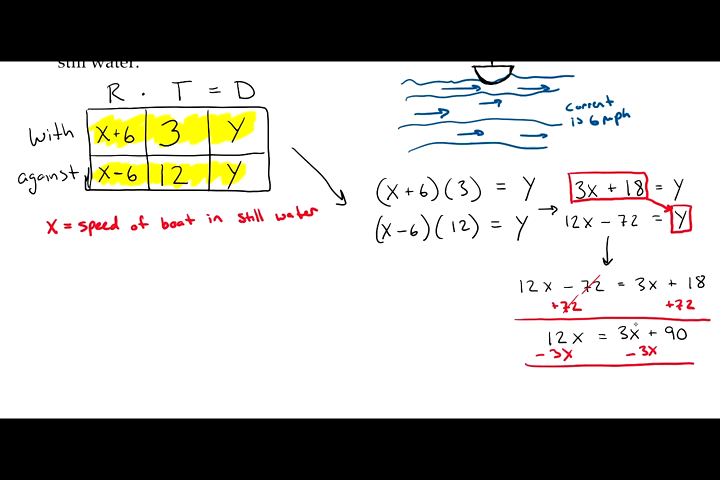 still water.
R . T = D
with x+6 3 y
against x-6 12 y
x = speed of boat in still water
current
is 6 mph
(x+6)(3) = y
(x-6)(12) = y
3x + 18 = y
12x - 72 = y
12x - 72 = 3x + 18
+72 +72
12x = 3x + 90
-3x -3x